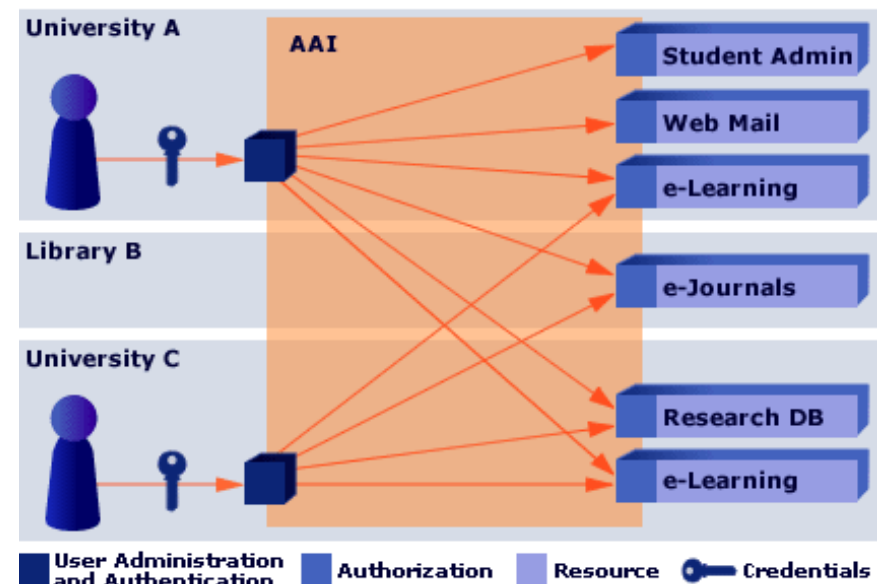 University A
AAI
Student Admin
Web Mail
e-Learning
Library B
e-Journals
University C
Research DB
e-Learning
User Administration
and Authentication
Authorization
Resource
Credentials